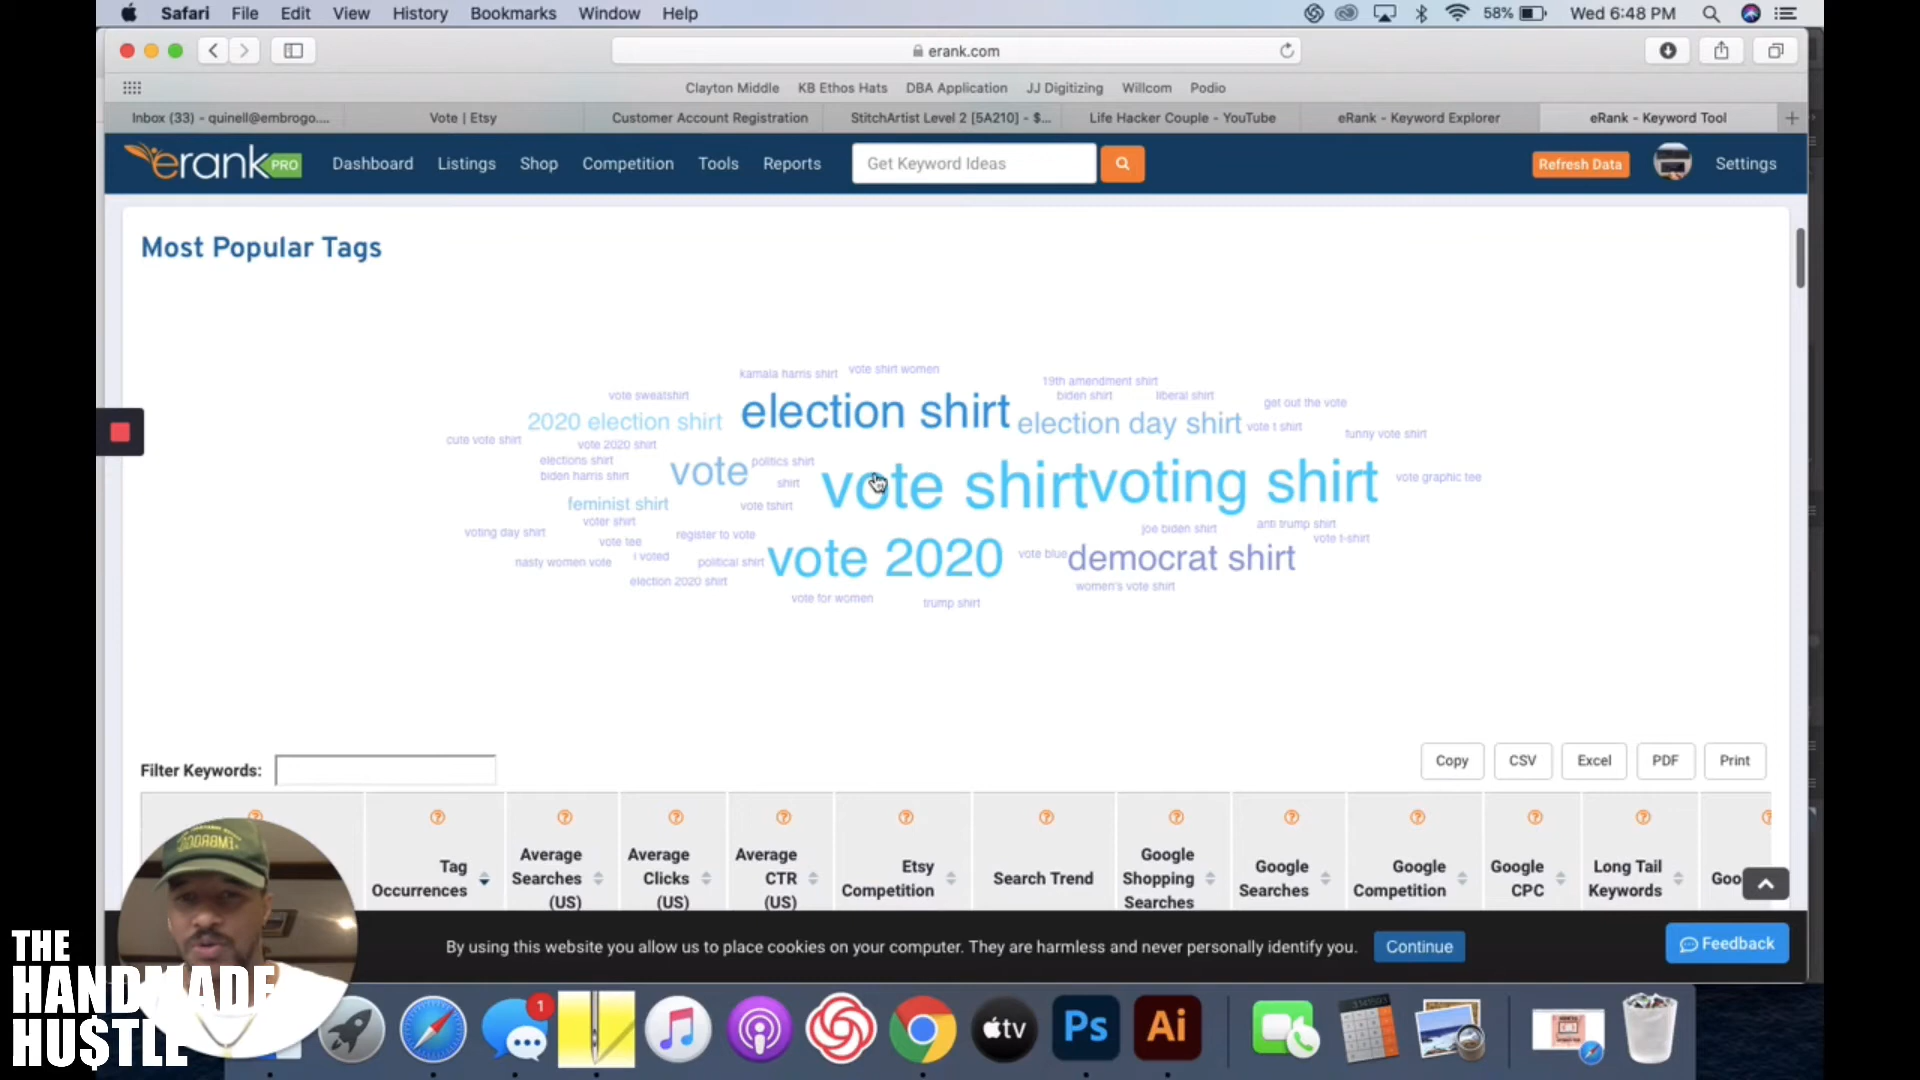 Safari File Edit View History Bookmarks Window Help 58% Wed 6:48 PM
erank.com
Clayton Middle KB Ethos Hats DBA Application JJ Digitizing Willcom Podio
Inbox (33) - quinell@embrogo.... Vote | Etsy Customer Account Registration StitchArtist Level 2 [5A210] - $... Life Hacker Couple - YouTube eRank - Keyword Explorer eRank - Keyword Tool
erank PRO Dashboard Listings Shop Competition Tools Reports Get Keyword Ideas Refresh Data Settings
Most Popular Tags
kamala harris shirt vote shirt women
19th amendment shirt
vote sweatshirt biden shirt liberal shirt
2020 election shirt election shirt election day shirt get out the vote
cute vote shirt vote 2020 shirt vote t shirt funny vote shirt
elections shirt vote politics shirt
biden harris shirt shirt vote shirt voting shirt vote graphic tee
feminist shirt vote tshirt
voter shirt
voting day shirt vote tee register to vote joe biden shirt anti trump shirt vote t-shirt
nasty women vote i voted political shirt vote 2020 vote blue democrat shirt
election 2020 shirt women's vote shirt
vote for women trump shirt
Filter Keywords: Copy CSV Excel PDF Print
Tag Occurrences
Average Searches (US)
Average Clicks (US)
Average CTR (US)
Etsy Competition
Search Trend
Google Shopping Searches
Google Searches
Google Competition
Google CPC
Long Tail Keywords
Goo
By using this website you allow us to place cookies on your computer. They are harmless and never personally identify you. Continue Feedback
THE
HANDMADE
HU$TLE
1
tv Ps Ai